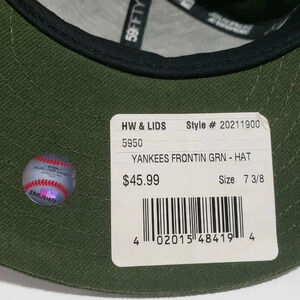 59FIFTY
HW & LIDS Style # 20211900
5950
YANKEES FRONTIN GRN - HAT
$45.99 Size 7 3/8
4 02015 48419 4